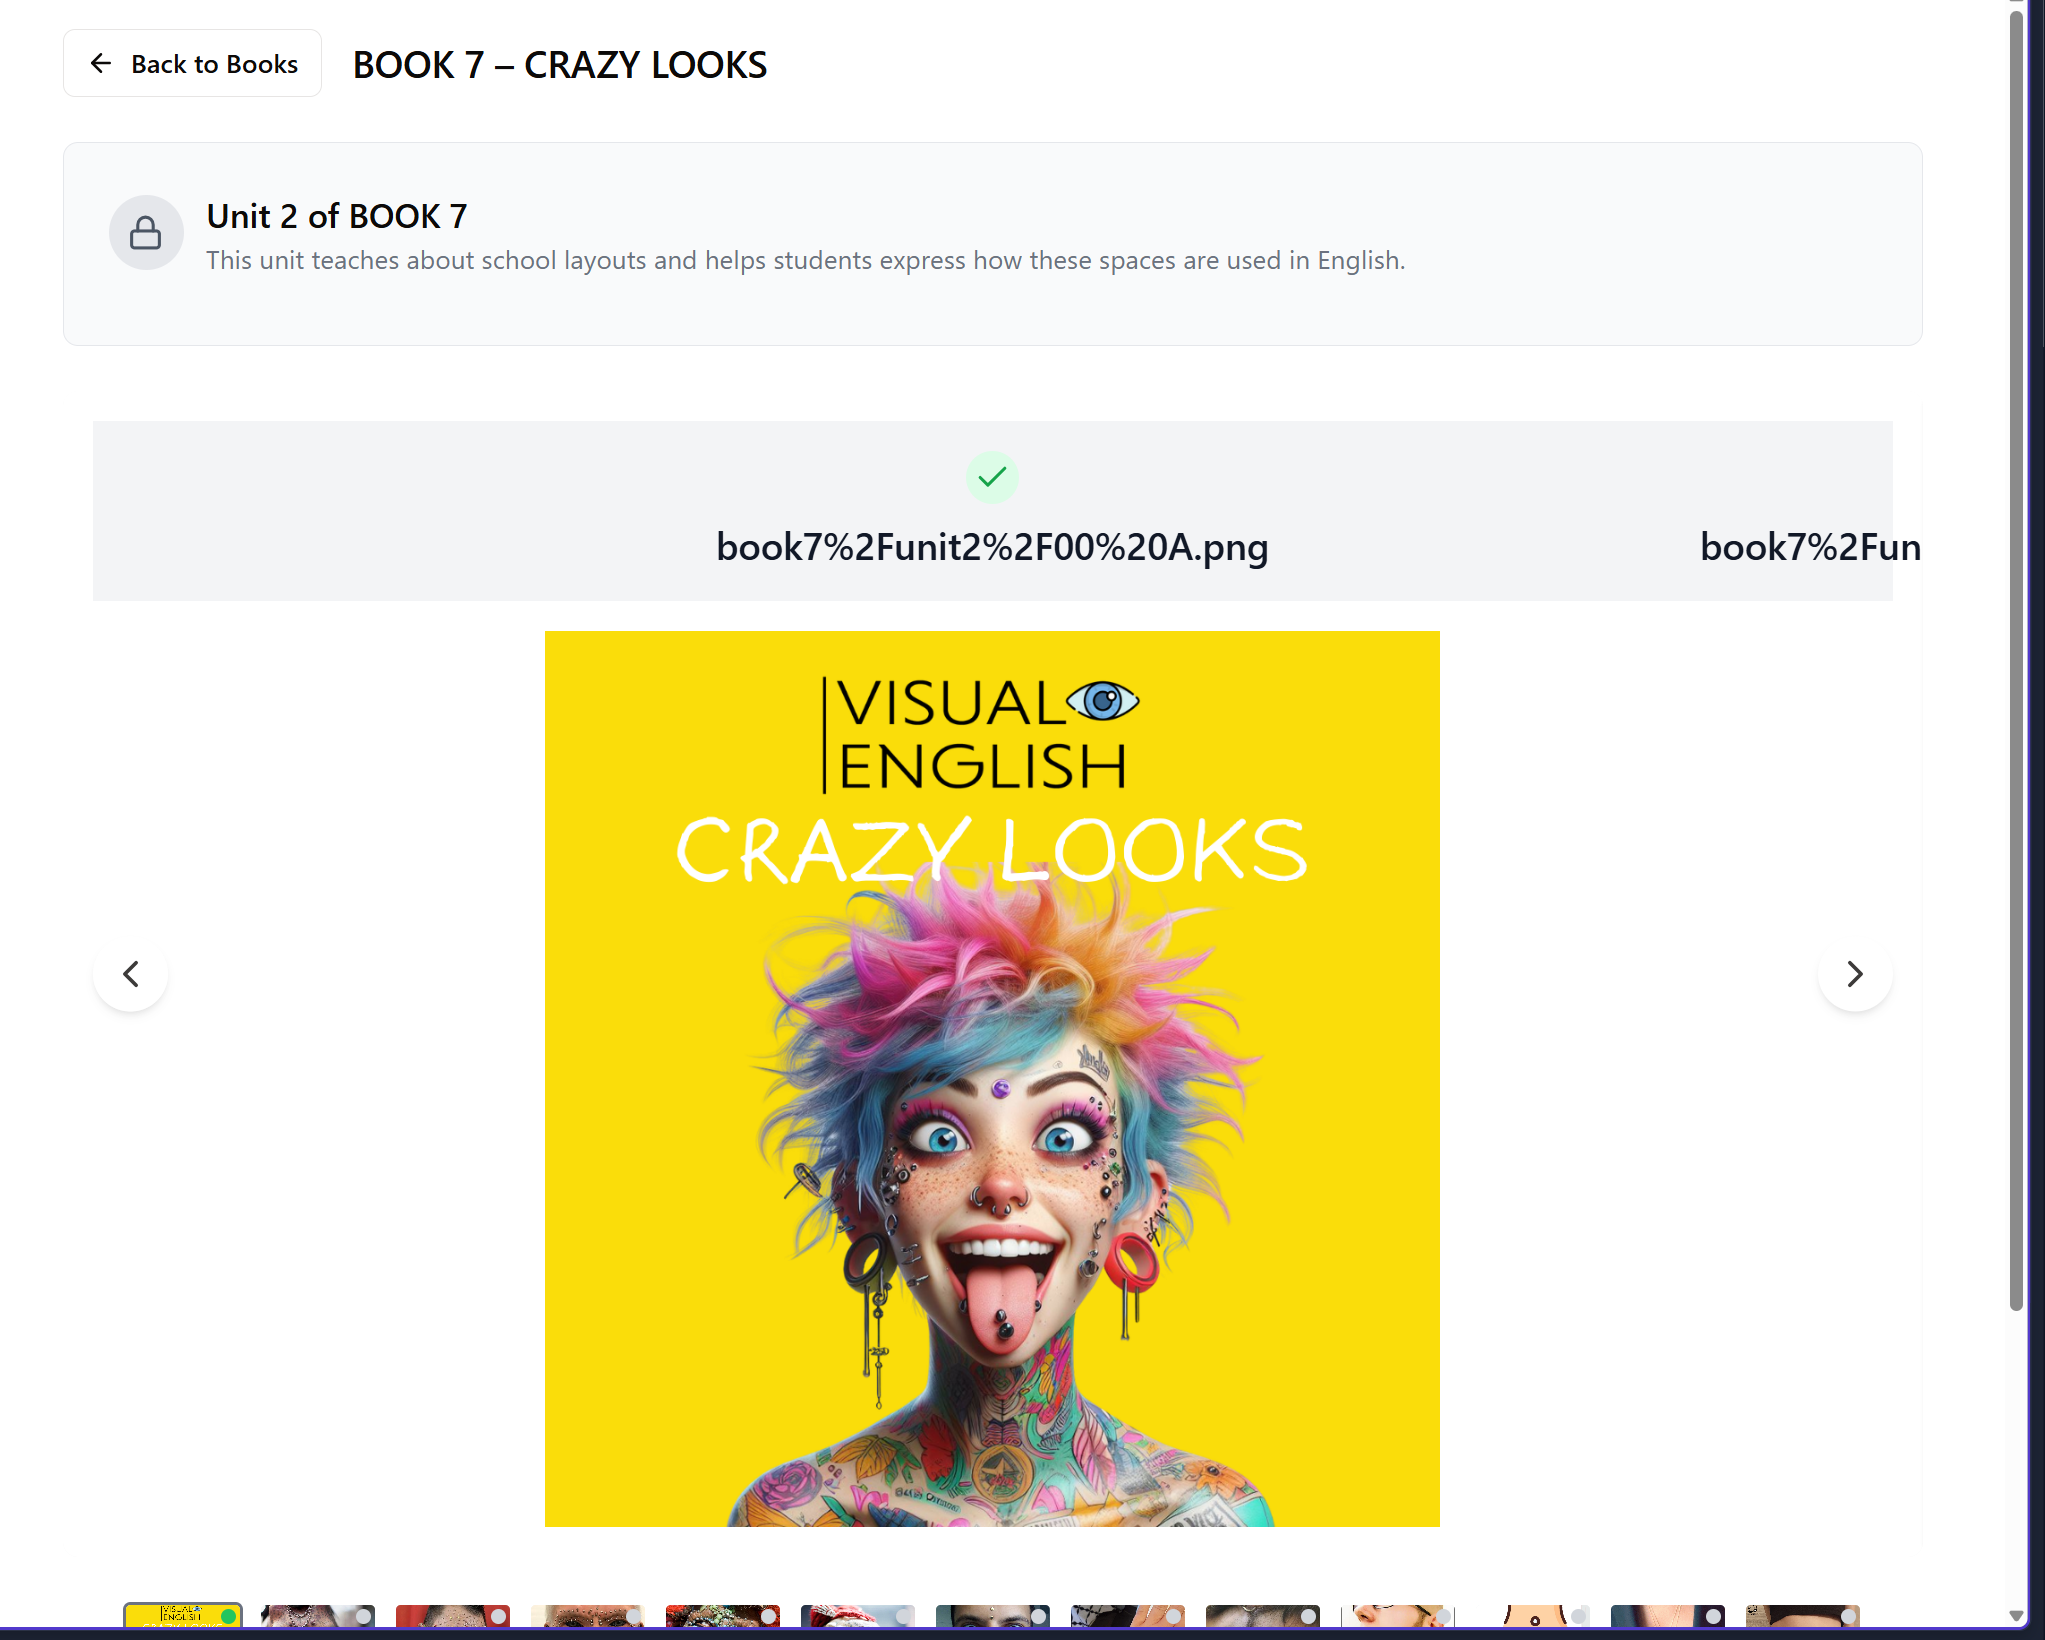 Back to Books
BOOK 7 – CRAZY LOOKS
Unit 2 of BOOK 7
This unit teaches about school layouts and helps students express how these spaces are used in English.
book7%2Funit2%2F00%20A.png
book7%2Fun
VISUAL
ENGLISH
CRAZY LOOKS
VISUAL
ENGLISH